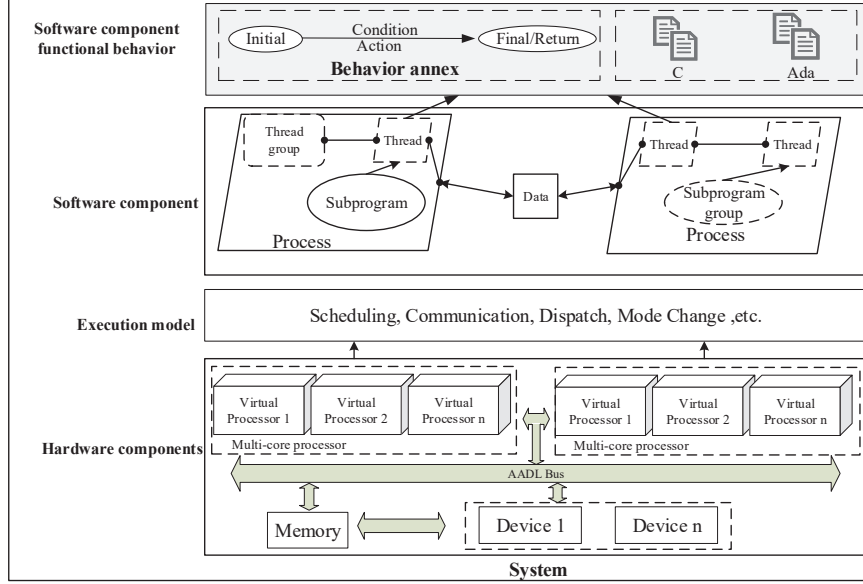 Software component
functional behavior
Initial
Condition
Action
Final/Return
Behavior annex
C
Ada
Software component
Thread
group
Thread
Subprogram
Process
Data
Thread
Thread
Subprogram
group
Process
Execution model
Scheduling, Communication, Dispatch, Mode Change ,etc.
Hardware components
Virtual
Processor 1
Virtual
Processor 2
Virtual
Processor n
Multi-core processor
Virtual
Processor 1
Virtual
Processor 2
Virtual
Processor n
Multi-core processor
AADL Bus
Memory
Device 1
Device n
System